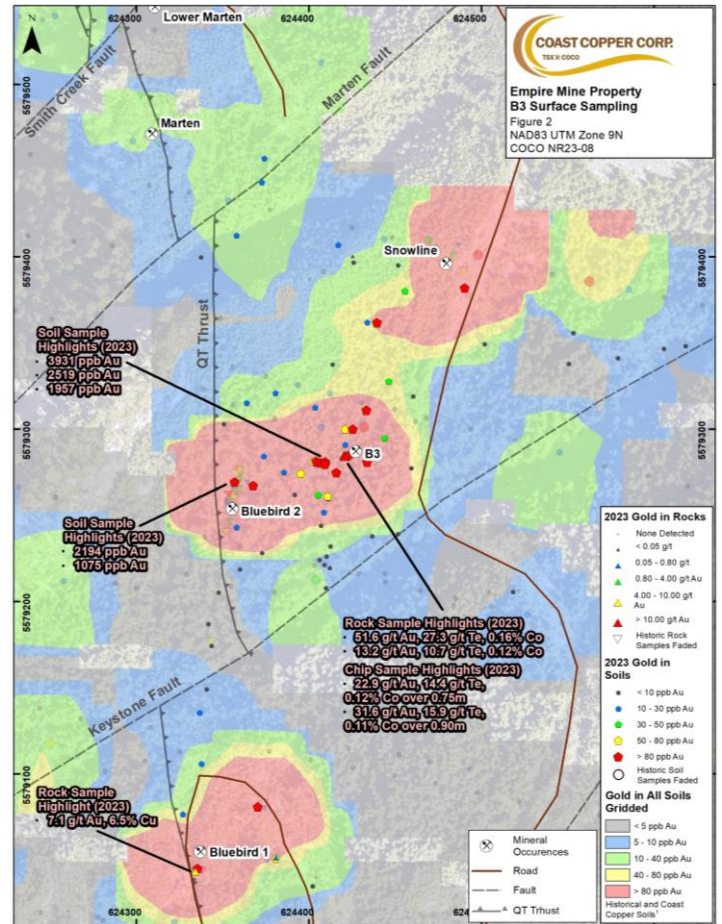 624300
624400
624500
Lower Marten
Smith Creek Fault
Marten Fault
Marten
COAST COPPER CORP.
TSX V: COCO
Empire Mine Property
B3 Surface Sampling
Figure 2
NAD83 UTM Zone 9N
COCO NR23-08
5579500
5579400
5579300
5579200
5579100
N
Snowline
QT Thrust
Soil Sample
Highlights (2023)
· 3931 ppb Au
· 2519 ppb Au
· 1957 ppb Au
B3
Bluebird 2
Soil Sample
Highlights (2023)
· 2194 ppb Au
· 1075 ppb Au
Rock Sample Highlights (2023)
· 51.6 g/t Au, 27.3 g/t Te, 0.16% Co
· 13.2 g/t Au, 10.7 g/t Te, 0.12% Co
Chip Sample Highlights (2023)
· 22.9 g/t Au, 14.4 g/t Te,
0.12% Co over 0.75m
· 31.6 g/t Au, 15.9 g/t Te,
0.11% Co over 0.90m
Keystone Fault
Rock Sample
Highlight (2023)
· 7.1 g/t Au, 6.5% Cu
Bluebird 1
2023 Gold in Rocks
None Detected
< 0.05 g/t
0.05 - 0.80 g/t
0.80 - 4.00 g/t Au
4.00 - 10.00 g/t
Au
> 10.00 g/t Au
Historic Rock
Samples Faded
2023 Gold in
Soils
< 10 ppb Au
10 - 30 ppb Au
30 - 50 ppb Au
50 - 80 ppb Au
> 80 ppb Au
Historic Soil
Samples Faded
Gold in All Soils
Gridded
< 5 ppb Au
5 - 10 ppb Au
10 - 40 ppb Au
40 - 80 ppb Au
> 80 ppb Au
Historical and Coast
Copper Soils
Mineral
Occurences
Road
Fault
QT Thrust
624300
624400